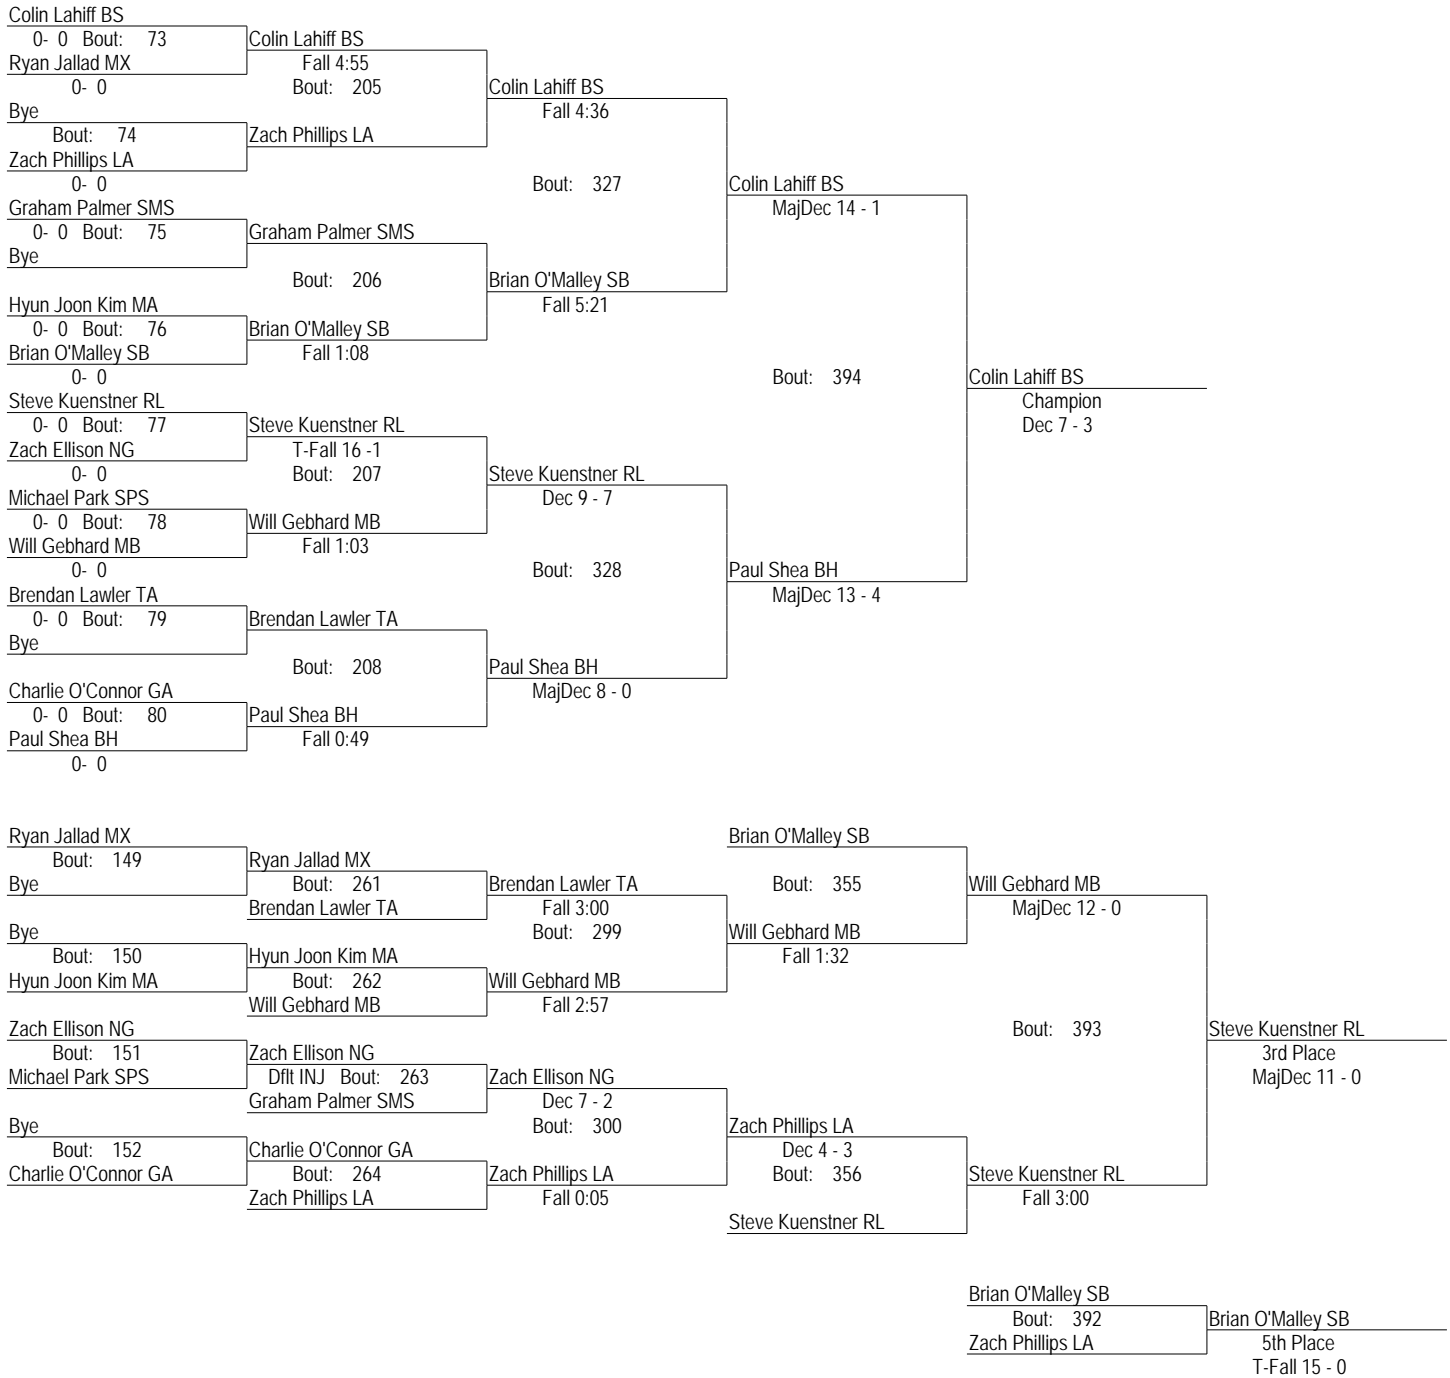 Colin Lahiff BS
0- 0 Bout: 73
Colin Lahiff BS
Ryan Jallad MX
Fall 4:55
0- 0
Bout: 205
Colin Lahiff BS
Bye
Fall 4:36
Bout: 74
Zach Phillips LA
Zach Phillips LA
0- 0
Bout: 327
Colin Lahiff BS
Graham Palmer SMS
MajDec 14 - 1
0- 0 Bout: 75
Graham Palmer SMS
Bye
Bout: 206
Brian O'Malley SB
Hyun Joon Kim MA
Fall 5:21
0- 0 Bout: 76
Brian O'Malley SB
Brian O'Malley SB
Fall 1:08
0- 0
Bout: 394
Colin Lahiff BS
Steve Kuenstner RL
Champion
0- 0 Bout: 77
Steve Kuenstner RL
Dec 7 - 3
Zach Ellison NG
T-Fall 16 -1
0- 0
Bout: 207
Steve Kuenstner RL
Michael Park SPS
Dec 9 - 7
0- 0 Bout: 78
Will Gebhard MB
Will Gebhard MB
Fall 1:03
0- 0
Bout: 328
Paul Shea BH
Brendan Lawler TA
MajDec 13 - 4
0- 0 Bout: 79
Brendan Lawler TA
Bye
Bout: 208
Paul Shea BH
Charlie O'Connor GA
MajDec 8 - 0
0- 0 Bout: 80
Paul Shea BH
Paul Shea BH
Fall 0:49
0- 0
Ryan Jallad MX
Brian O'Malley SB
Bout: 149
Ryan Jallad MX
Bye
Bout: 261
Brendan Lawler TA
Bout: 355
Will Gebhard MB
Brendan Lawler TA
Fall 3:00
MajDec 12 - 0
Bye
Bout: 299
Will Gebhard MB
Bout: 150
Hyun Joon Kim MA
Fall 1:32
Hyun Joon Kim MA
Bout: 262
Will Gebhard MB
Will Gebhard MB
Fall 2:57
Zach Ellison NG
Bout: 393
Steve Kuenstner RL
Bout: 151
Zach Ellison NG
3rd Place
Michael Park SPS
Dflt INJ Bout: 263
Zach Ellison NG
MajDec 11 - 0
Graham Palmer SMS
Dec 7 - 2
Bye
Bout: 300
Zach Phillips LA
Bout: 152
Charlie O'Connor GA
Dec 4 - 3
Charlie O'Connor GA
Bout: 264
Zach Phillips LA
Bout: 356
Steve Kuenstner RL
Zach Phillips LA
Fall 0:05
Fall 3:00
Steve Kuenstner RL
Brian O'Malley SB
Bout: 392
Brian O'Malley SB
Zach Phillips LA
5th Place
T-Fall 15 - 0